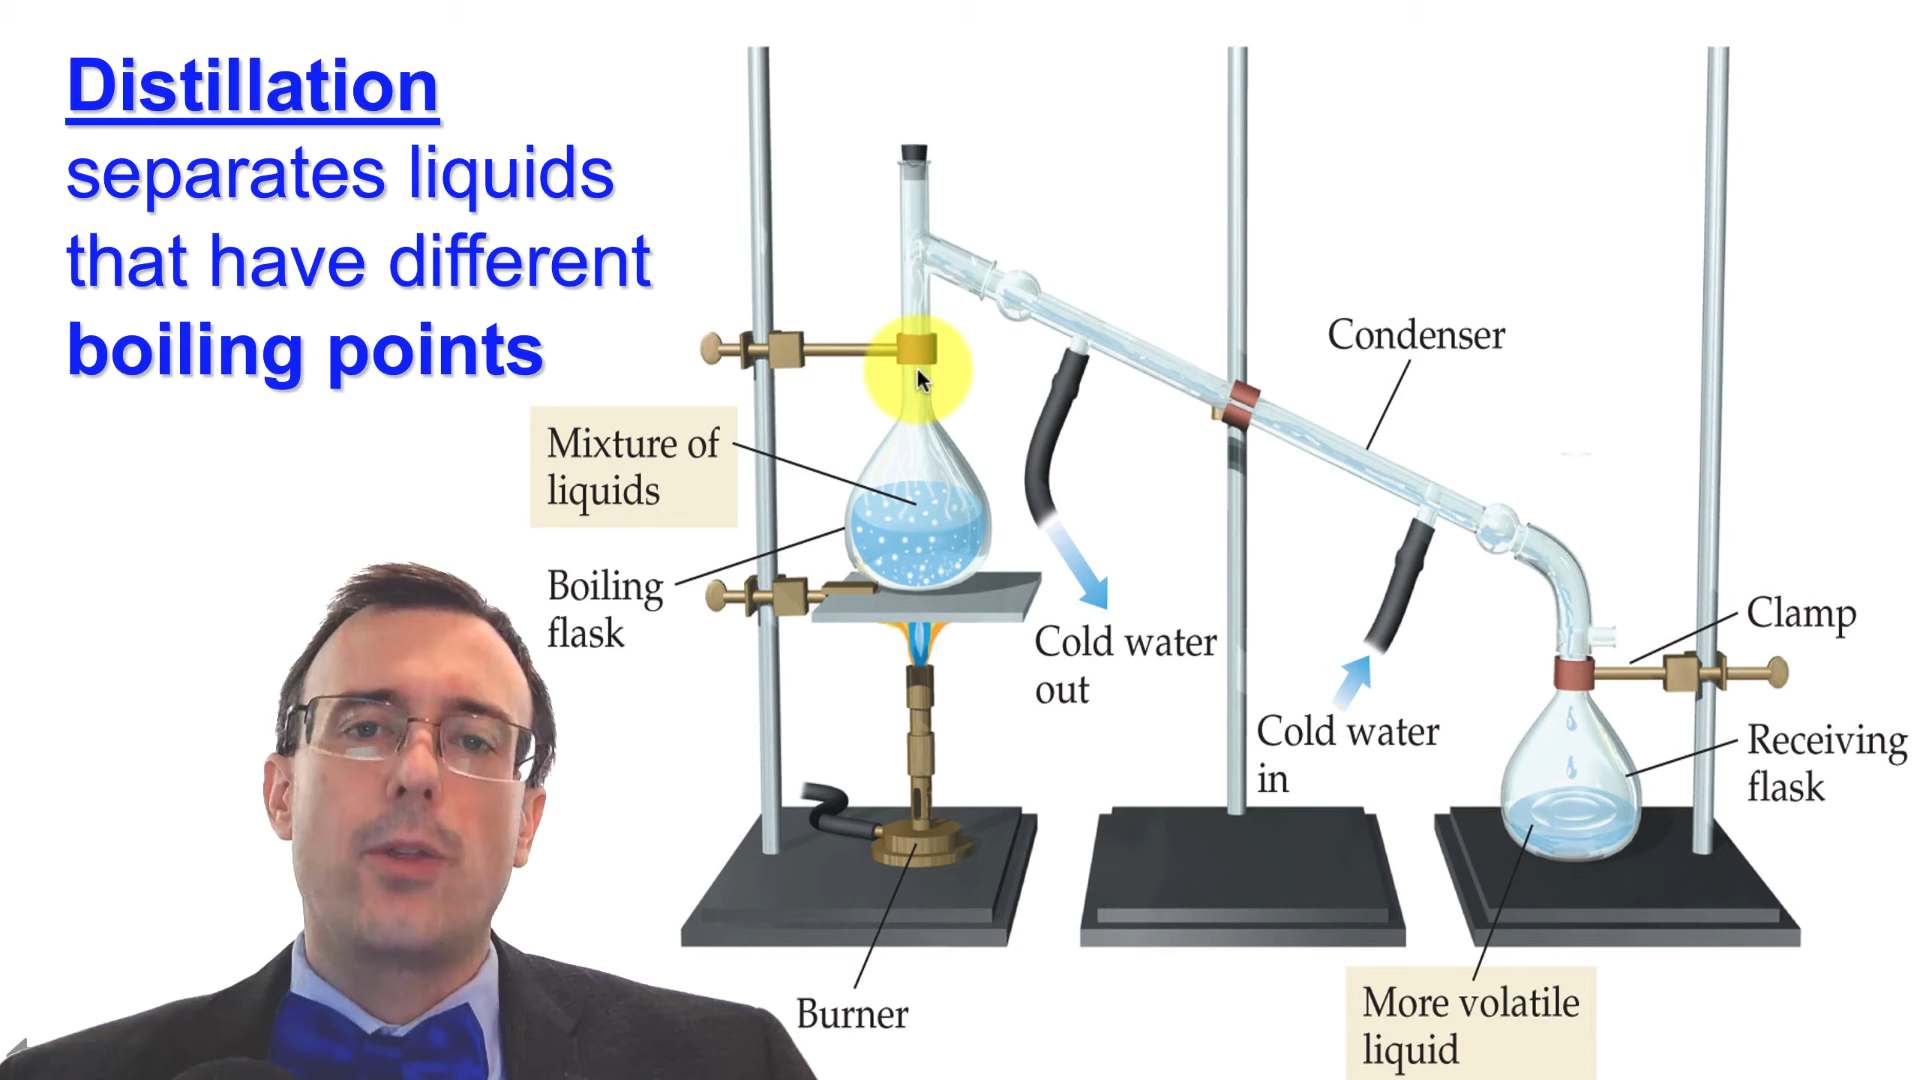 Distillation
separates liquids
that have different
boiling points
Mixture of
liquids
Boiling
flask
Burner
Cold water
out
Cold water
in
Condenser
Clamp
Receiving
flask
More volatile
liquid